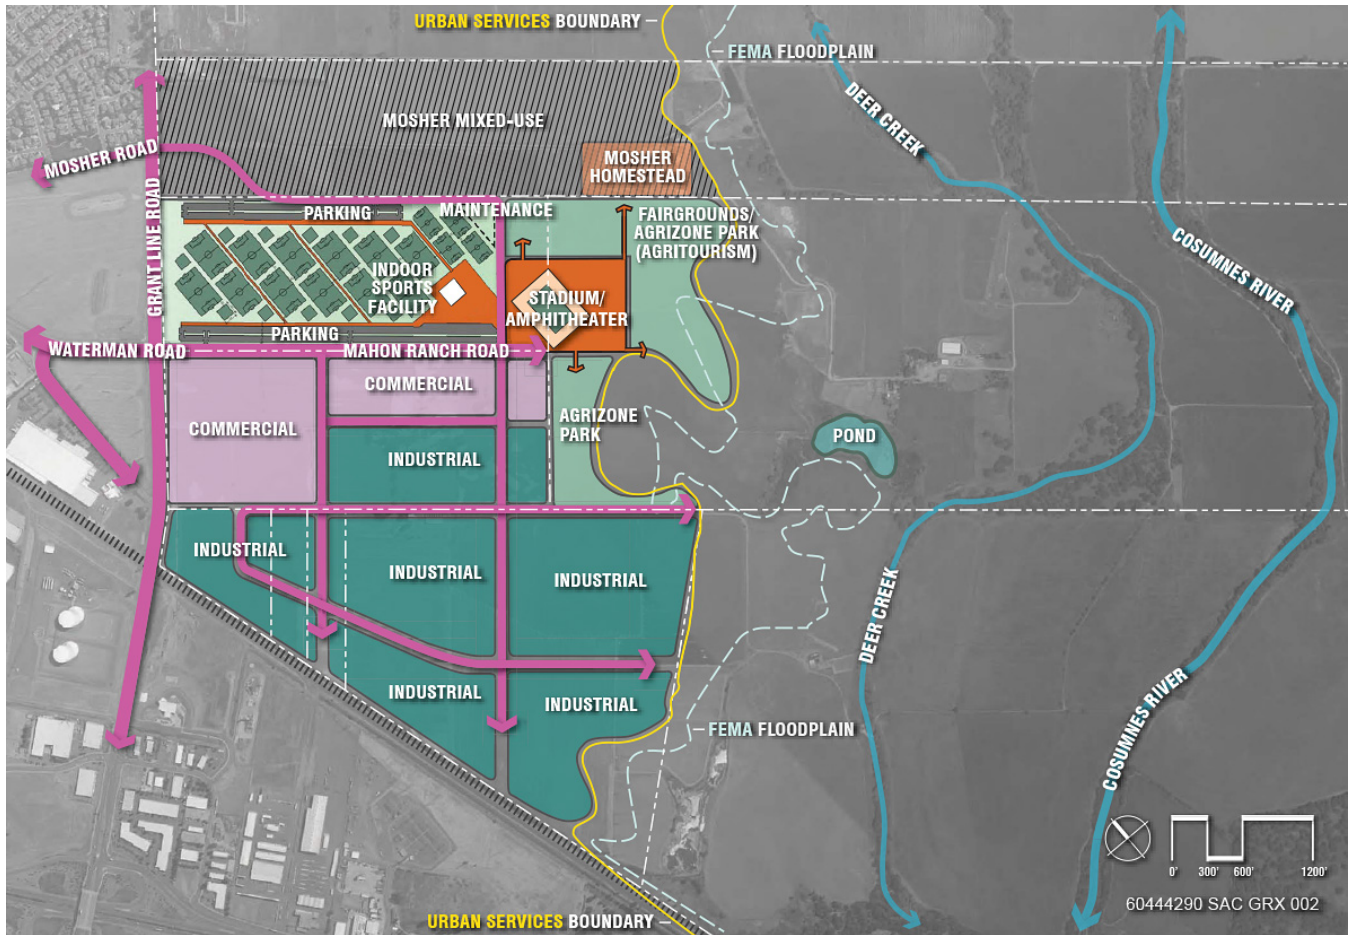 URBAN SERVICES BOUNDARY
FEMA FLOODPLAIN
DEER CREEK
MOSHER MIXED-USE
MOSHER ROAD
MOSHER
HOMESTEAD
GRANT LINE ROAD
PARKING
MAINTENANCE
FAIRGROUNDS/
AGRIZONE PARK
(AGRITOURISM)
COSUMNES RIVER
INDOOR
SPORTS
FACILITY
STADIUM/
AMPHITHEATER
PARKING
WATERMAN ROAD
MAHON RANCH ROAD
COMMERCIAL
COMMERCIAL
AGRIZONE
PARK
POND
INDUSTRIAL
INDUSTRIAL
INDUSTRIAL
INDUSTRIAL
DEER CREEK
INDUSTRIAL
INDUSTRIAL
FEMA FLOODPLAIN
COSUMNES RIVER
0' 300' 600' 1200'
60444290 SAC GRX 002
URBAN SERVICES BOUNDARY